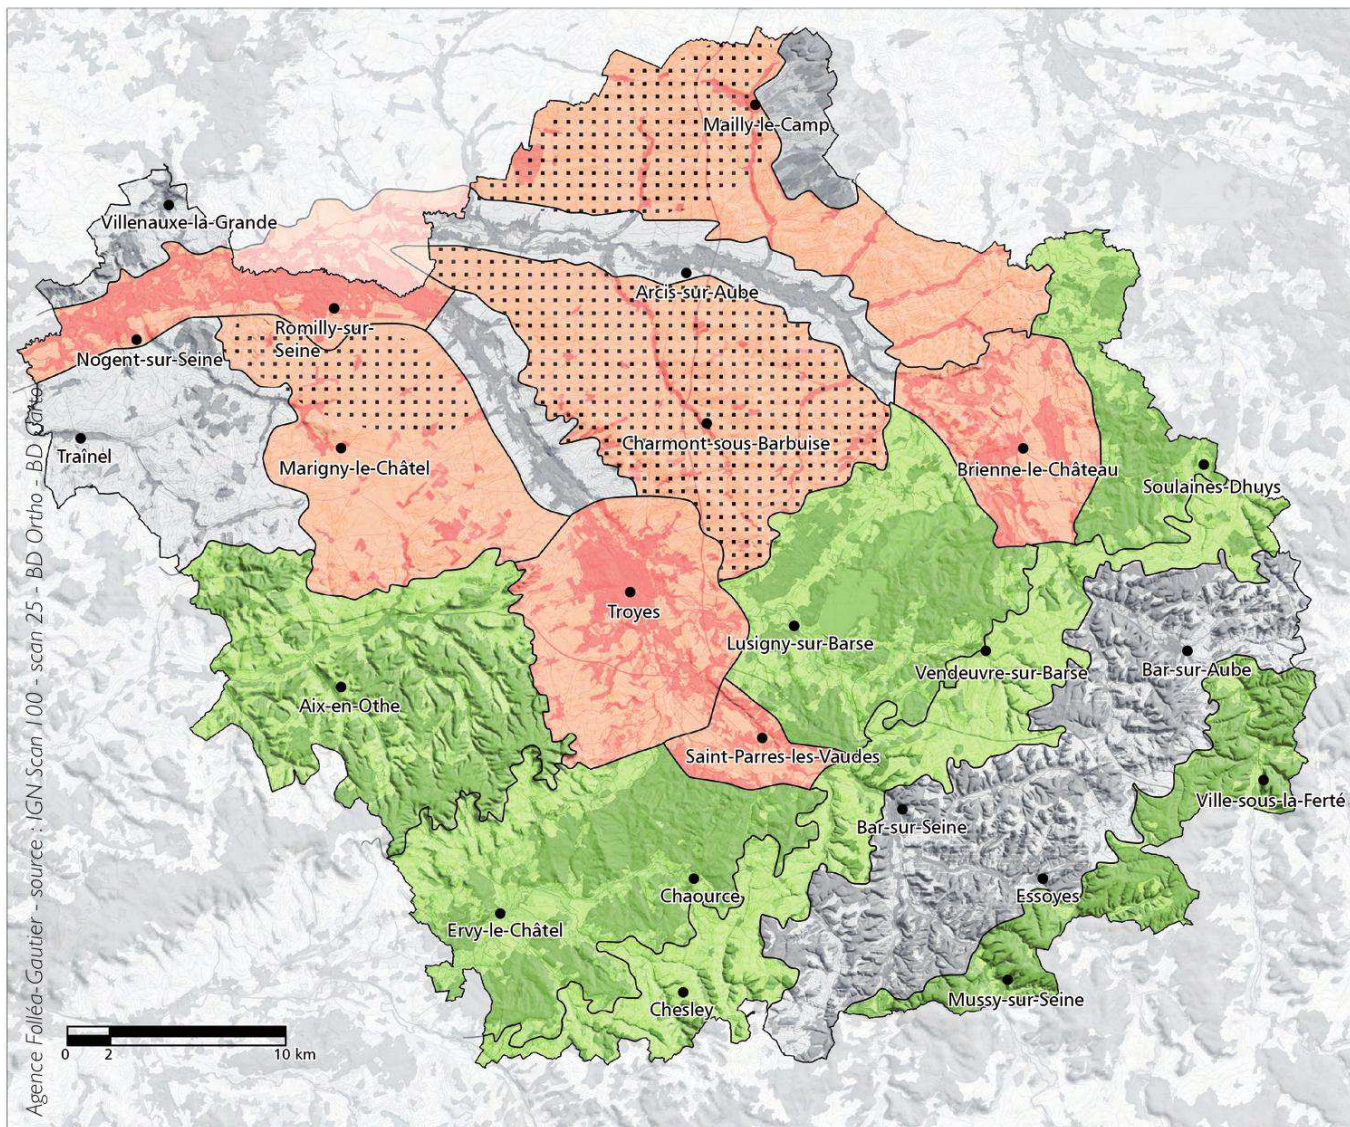 Mailly-le-Camp
Villenauxe-la-Grande
Arcis-sur-Aube
Romilly-sur-
Seine
Nogent-sur-Seine
Charmont-sous-Barbuise
Traînel
Marigny-le-Châtel
Brienne-le-Château
Soulaines-Dhuys
Troyes
Lusigny-sur-Barse
Vendeuvre-sur-Barse
Bar-sur-Aube
Aix-en-Othe
Saint-Parres-les-Vaudes
Ville-sous-la-Ferté
Bar-sur-Seine
Chaource
Essoyes
Ervy-le-Châtel
Chesley
Mussy-sur-Seine
0 2 10 km
Agence Folléa-Gautier - source : IGN Scan 100 - scan 25 - BD Ortho - BD Carto